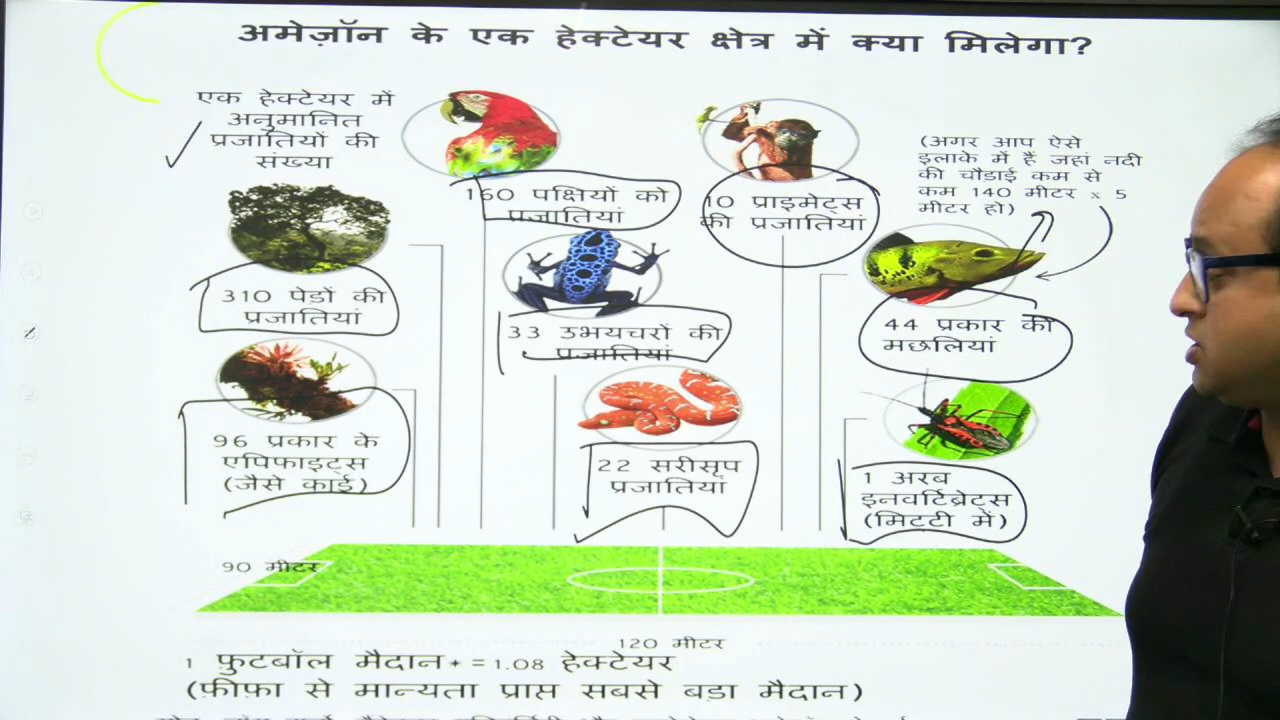 अमेज़ॉन के एक हेक्टेयर क्षेत्र में क्या मिलेगा?
एक हेक्टेयर में
अनुमानित
प्रजातियों की
संख्या
160 पक्षियों की
प्रजातियां
10 प्राइमेट्स
की प्रजातियां
(अगर आप ऐसे
इलाके में हैं जहां नदी
की चौडाई कम से
कम 140 मीटर x 5
मीटर हो)
310 पेड़ों की
प्रजातियां
33 उभयचरों की
प्रजातियां
44 प्रकार की
मछलियां
96 प्रकार के
एपिफाइट्स
(जैसे काई)
22 सरीसृप
प्रजातियां
1 अरब
इनवर्टिब्रेट्स
(मिटटी में)
90 मीटर
120 मीटर
1 फ़ुटबॉल मैदान* = 1.08 हेक्टेयर
(फ़ीफ़ा से मान्यता प्राप्त सबसे बड़ा मैदान)